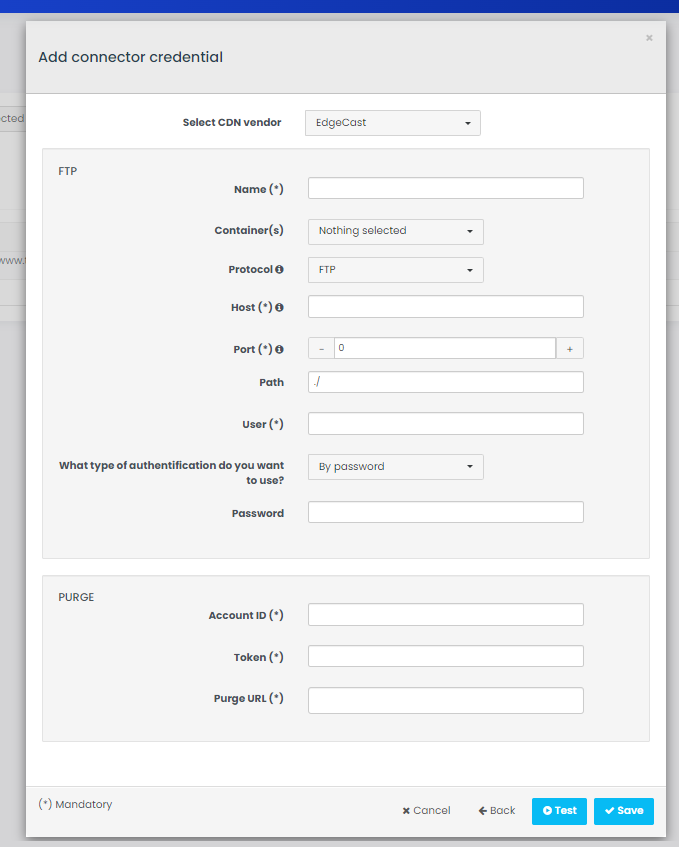 Add connector credential
×
Select CDN vendor EdgeCast
cted
FTP
Name (*)
Container(s) Nothing selected
Protocol FTP
www.
Host (*)
Port (*) - 0 +
Path ./
User (*)
What type of authentification do you want
to use?
By password
Password
PURGE
Account ID (*)
Token (*)
Purge URL (*)
(*) Mandatory
Cancel Back Test Save